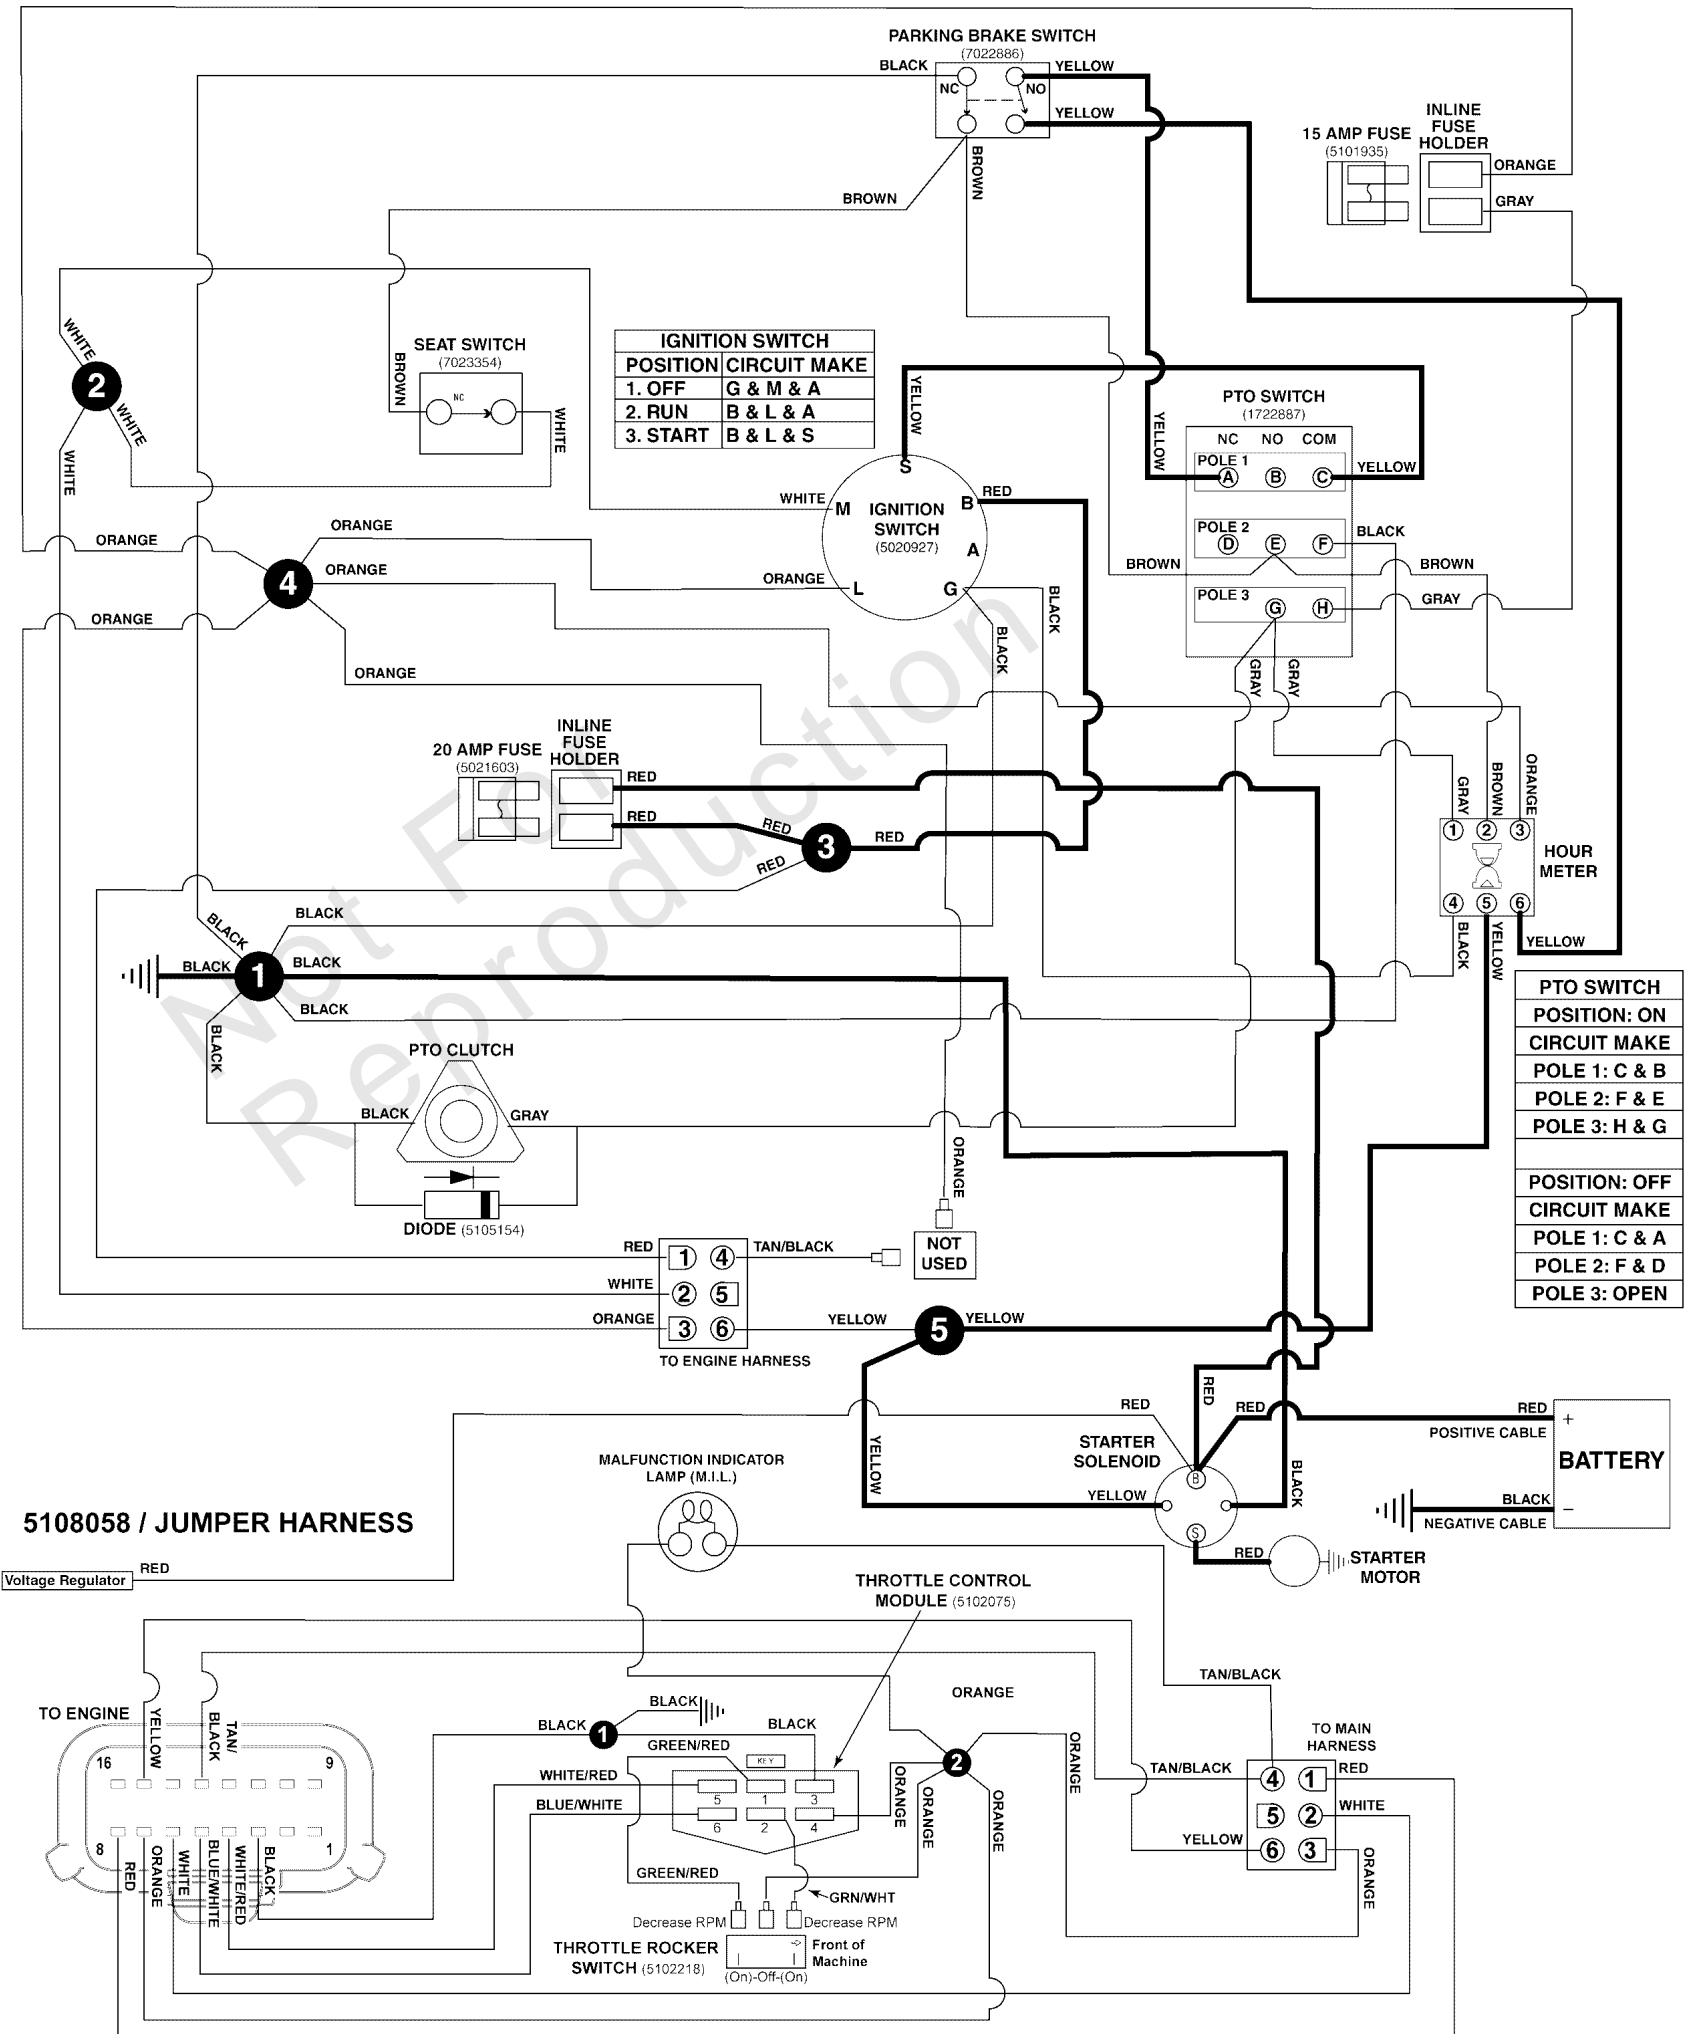 PARKING BRAKE SWITCH
(7022886)
BLACK
YELLOW
NC
NO
YELLOW
BROWN
BROWN
15 AMP FUSE
(5101935)
INLINE
FUSE
HOLDER
ORANGE
GRAY
WHITE
2
WHITE
WHITE
SEAT SWITCH
(7023354)
BROWN
NC
WHITE
IGNITION SWITCH
POSITION CIRCUIT MAKE
1. OFF G & M & A
2. RUN B & L & A
3. START B & L & S
YELLOW
YELLOW
PTO SWITCH
(1722887)
NC NO COM
POLE 1
A B C
YELLOW
POLE 2
D E F
BLACK
BROWN
BROWN
POLE 3
G H
GRAY
GRAY
GRAY
S
WHITE
M
B
RED
IGNITION
SWITCH
(5020927)
A
ORANGE
L
G
BLACK
BLACK
ORANGE
ORANGE
4
ORANGE
ORANGE
ORANGE
20 AMP FUSE
(5021603)
INLINE
FUSE
HOLDER
RED
RED
RED
3
RED
RED
GRAY
BROWN
ORANGE
1 2 3
HOUR
METER
4 5 6
BLACK
YELLOW
YELLOW
BLACK
BLACK
BLACK
1
BLACK
BLACK
BLACK
PTO CLUTCH
BLACK
GRAY
DIODE (5105154)
ORANGE
NOT
USED
PTO SWITCH
POSITION: ON
CIRCUIT MAKE
POLE 1: C & B
POLE 2: F & E
POLE 3: H & G
POSITION: OFF
CIRCUIT MAKE
POLE 1: C & A
POLE 2: F & D
POLE 3: OPEN
RED 1 4 TAN/BLACK
WHITE 2 5
ORANGE 3 6 YELLOW
5
YELLOW
TO ENGINE HARNESS
RED
RED
RED
RED
POSITIVE CABLE
+
BATTERY
BLACK
NEGATIVE CABLE
−
YELLOW
STARTER
SOLENOID
B
YELLOW
BLACK
S
RED
STARTER
MOTOR
MALFUNCTION INDICATOR
LAMP (M.I.L.)
5108058 / JUMPER HARNESS
Voltage Regulator
RED
THROTTLE CONTROL
MODULE (5102075)
TO ENGINE
YELLOW
TAN/
BLACK
16 9
8 1
RED
ORANGE
WHITE
BLUE/WHITE
WHITE/RED
BLACK
BLACK
1
BLACK
BLACK
GREEN/RED
KEY
WHITE/RED
BLUE/WHITE
5 1 3
6 2 4
ORANGE
2
ORANGE
ORANGE
ORANGE
ORANGE
GREEN/RED
GRN/WHT
Decrease RPM
Decrease RPM
THROTTLE ROCKER
SWITCH (5102218)
Front of
Machine
(On)-Off-(On)
TAN/BLACK
TO MAIN
HARNESS
TAN/BLACK 4 1 RED
5 2 WHITE
YELLOW 6 3
ORANGE
Not For
Reproduction